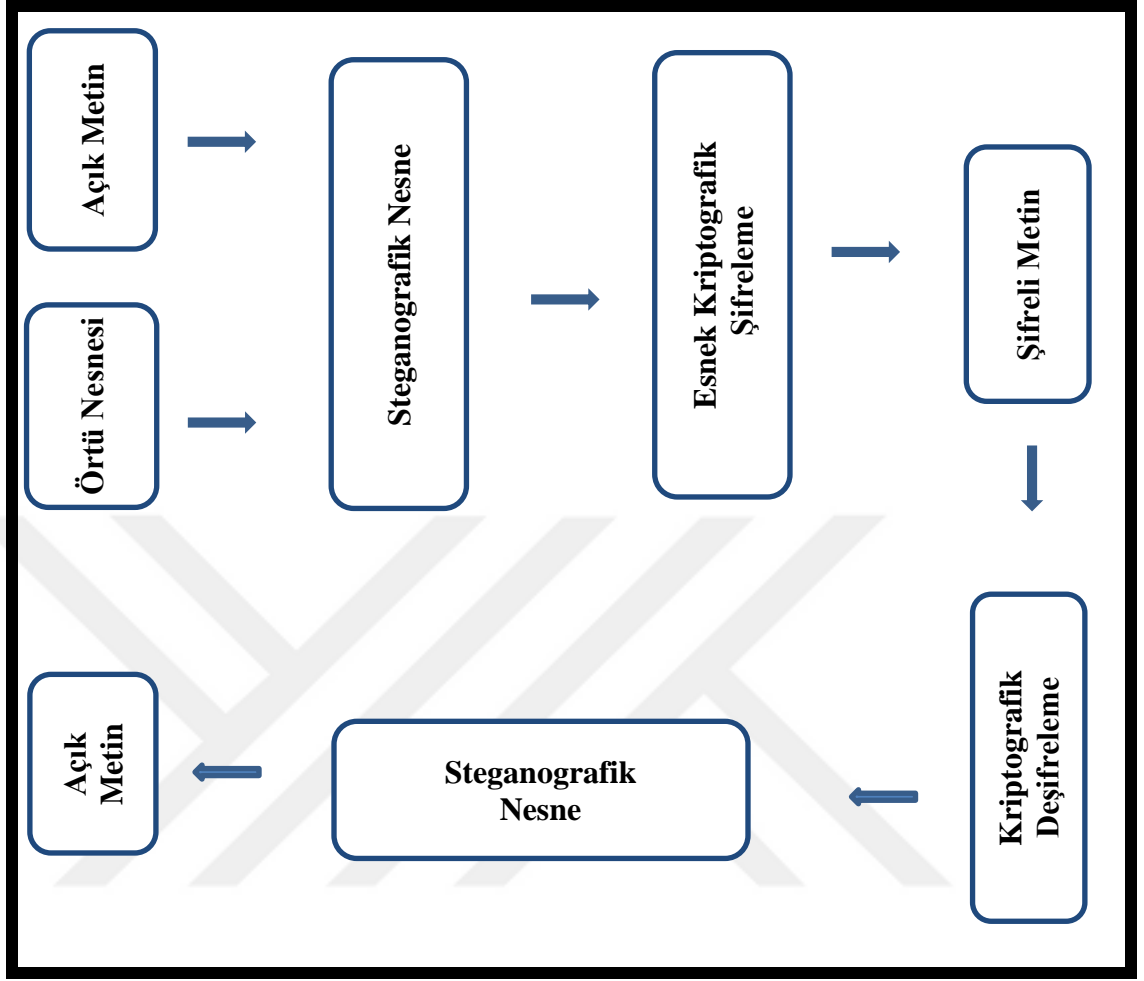 Açık Metin
Örtü Nesnesi
Steganografik Nesne
Esnek Kriptografik
Şifreleme
Şifreli Metin
Kriptografik
Deşifreleme
Steganografik
Nesne
Açık
Metin